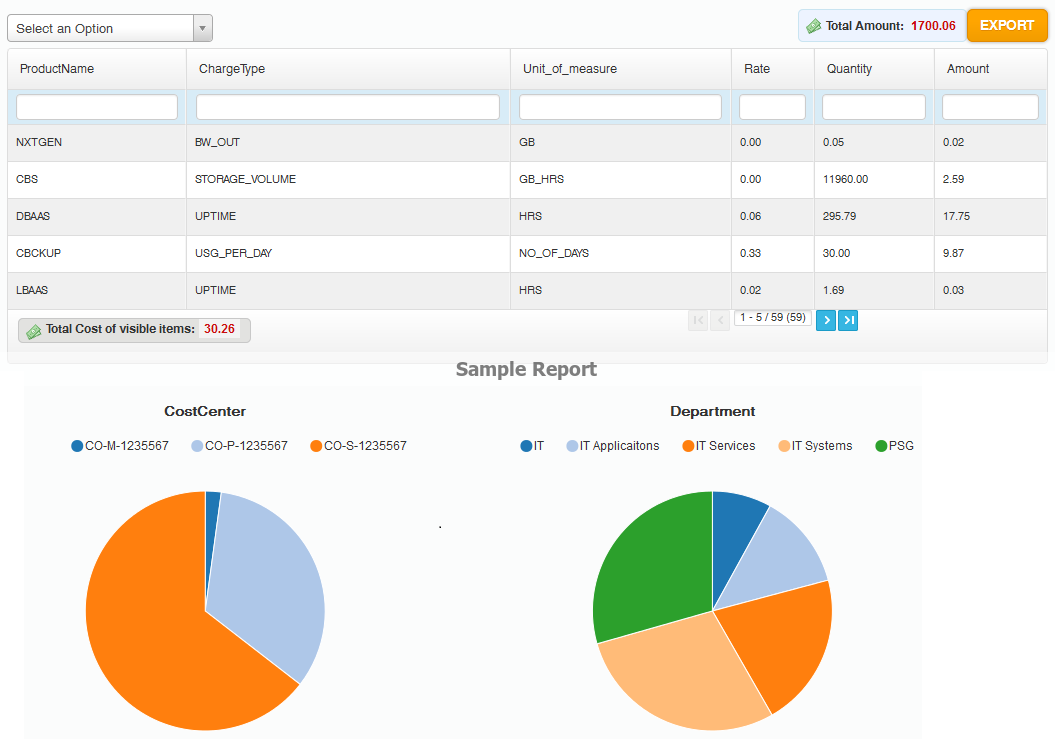 Select an Option
Total Amount: 1700.06 EXPORT
ProductName ChargeType Unit_of_measure Rate Quantity Amount
NXTGEN BW_OUT GB 0.00 0.05 0.02
CBS STORAGE_VOLUME GB_HRS 0.00 11960.00 2.59
DBAAS UPTIME HRS 0.06 295.79 17.75
CBCKUP USG_PER_DAY NO_OF_DAYS 0.33 30.00 9.87
LBAAS UPTIME HRS 0.02 1.69 0.03
Total Cost of visible items: 30.26
1 - 5 / 59 (59)
Sample Report
CostCenter
CO-M-1235567 CO-P-1235567 CO-S-1235567
Department
IT IT Applicaitons IT Services IT Systems PSG